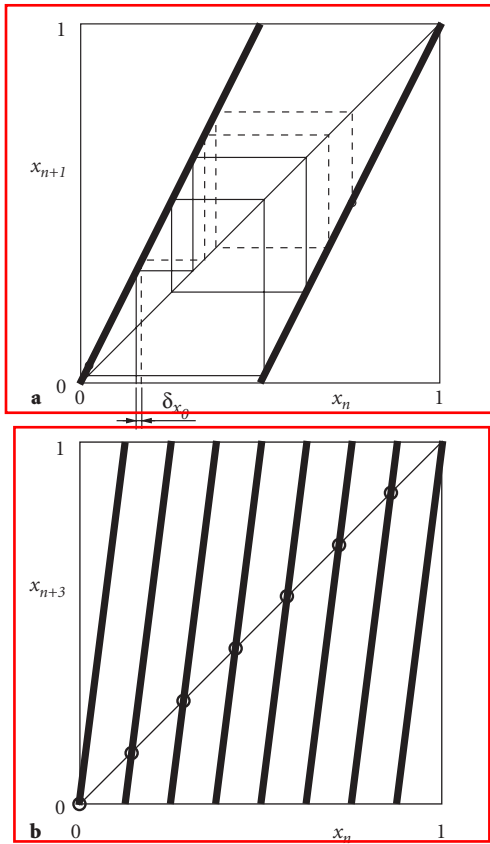 1
x_{n+1}
0
a 0 δ_{x_0} x_n 1
1
x_{n+3}
0
b 0 x_n 1